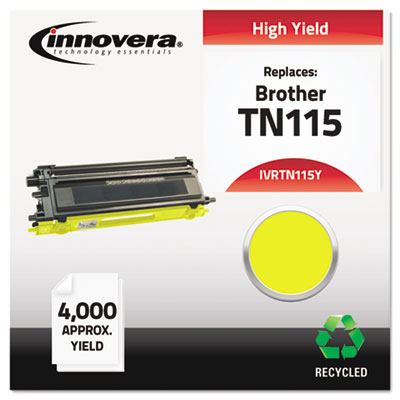 innovera
technology essentials
High Yield
Replaces:
Brother
TN115
IVRTN115Y
4,000
APPROX.
YIELD
RECYCLED